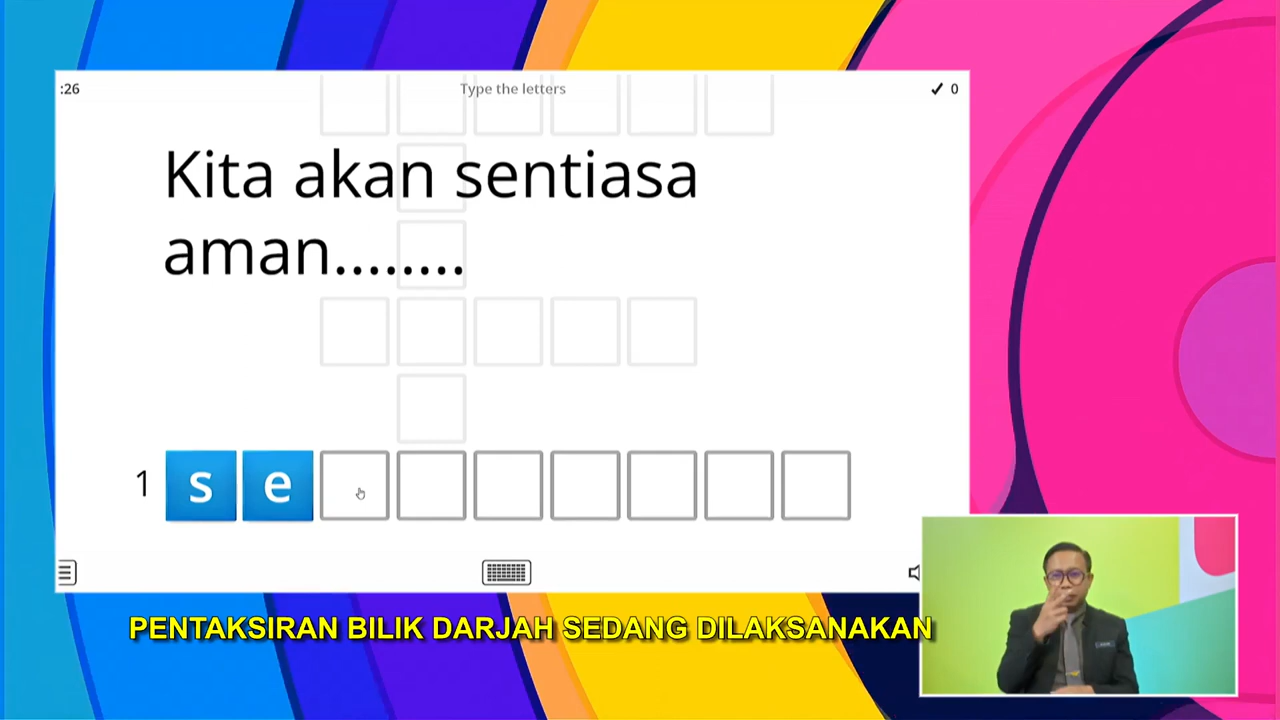 :26
Type the letters
✓ 0
Kita akan sentiasa
aman........
1 s e
PENTAKSIRAN BILIK DARJAH SEDANG DILAKSANAKAN